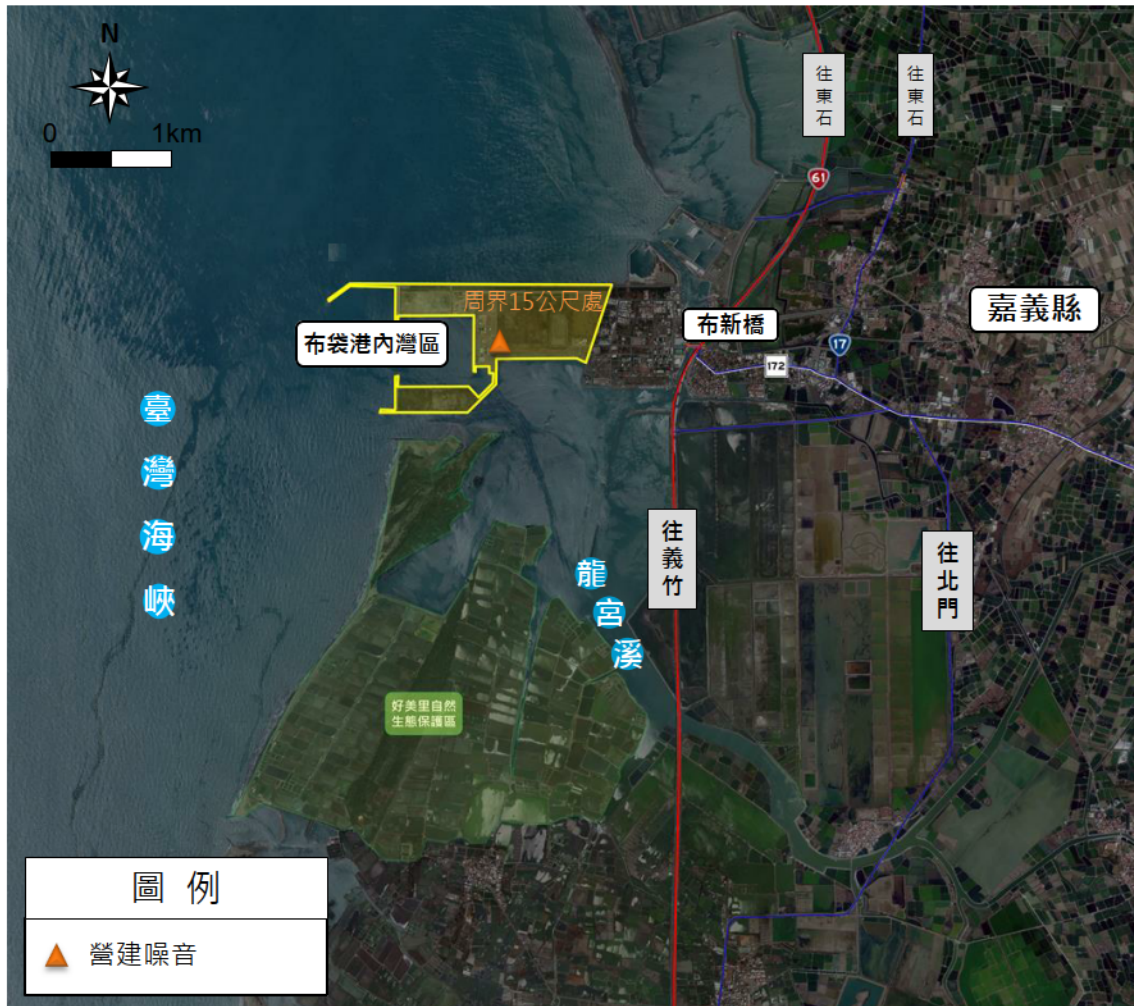 N
0 1km
往東石
往東石
61
周界15公尺處
布袋港內灣區
布新橋
嘉義縣
17
172
臺灣海峽
往義竹
往北門
龍宮溪
好美里自然
生態保護區
圖 例
營建噪音